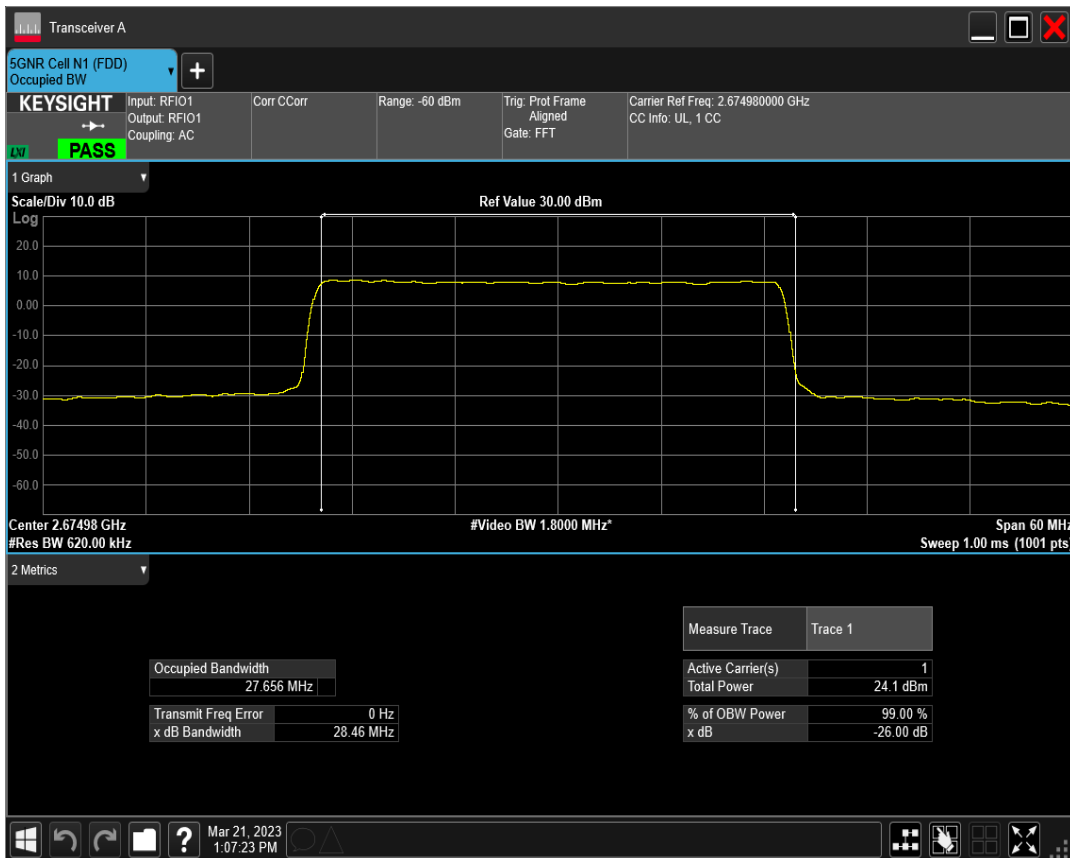 Transceiver A
5GNR Cell N1 (FDD)
Occupied BW
KEYSIGHT
LXI
PASS
Input: RFIO1
Output: RFIO1
Coupling: AC
Corr CCorr
Range: -60 dBm
Trig: Prot Frame
Aligned
Gate: FFT
Carrier Ref Freq: 2.674980000 GHz
CC Info: UL, 1 CC
1 Graph
Scale/Div 10.0 dB
Ref Value 30.00 dBm
Log
20.0
10.0
0.00
-10.0
-20.0
-30.0
-40.0
-50.0
-60.0
Center 2.67498 GHz
#Video BW 1.8000 MHz*
Span 60 MHz
#Res BW 620.00 kHz
Sweep 1.00 ms (1001 pts)
2 Metrics
Measure Trace Trace 1
Occupied Bandwidth
27.656 MHz
Active Carrier(s) 1
Total Power 24.1 dBm
Transmit Freq Error 0 Hz
x dB Bandwidth 28.46 MHz
% of OBW Power 99.00 %
x dB -26.00 dB
?
Mar 21, 2023
1:07:23 PM